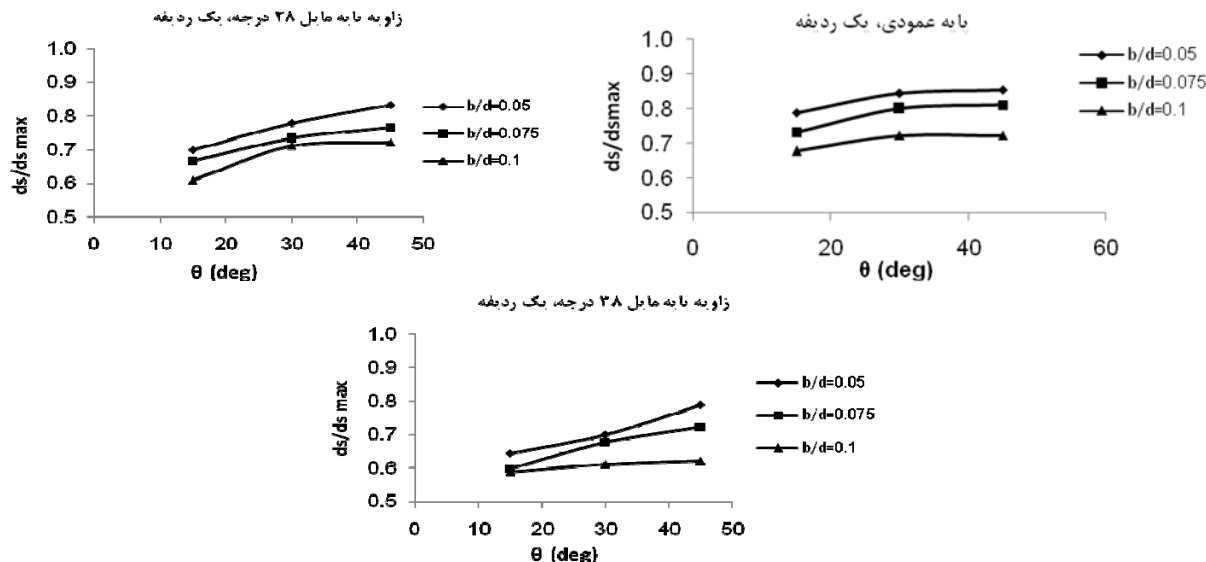 زاویه پایه مایل ۲۸ درجه، یک ردیفه
1.0
0.9
0.8
0.7
0.6
0.5
ds/ds max
0 10 20 30 40 50
θ (deg)
b/d=0.05
b/d=0.075
b/d=0.1
پایه عمودی، یک ردیفه
1.0
0.9
0.8
0.7
0.6
0.5
ds/dsmax
0 20 40 60
θ (deg)
b/d=0.05
b/d=0.075
b/d=0.1
زاویه پایه مایل ۳۸ درجه، یک ردیفه
1.0
0.9
0.8
0.7
0.6
0.5
ds/ds max
0 10 20 30 40 50
θ (deg)
b/d=0.05
b/d=0.075
b/d=0.1